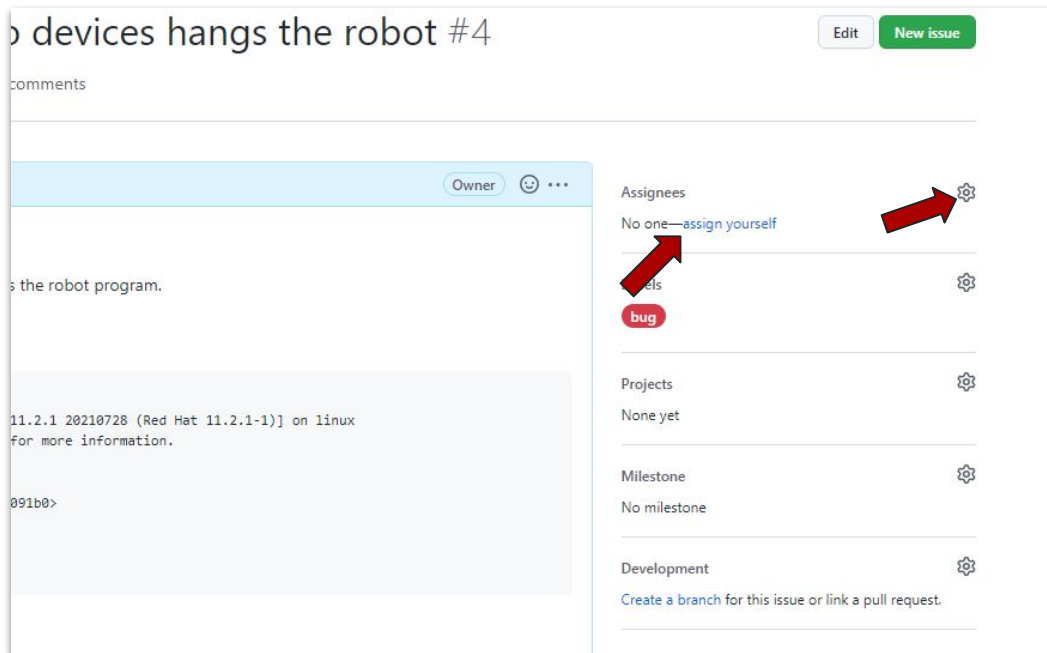 devices hangs the robot #4
Edit
New issue
comments
Owner
the robot program.
11.2.1 20210728 (Red Hat 11.2.1-1)] on linux
for more information.
091b0>
Assignees
No one—assign yourself
bug
Projects
None yet
Milestone
No milestone
Development
Create a branch for this issue or link a pull request.